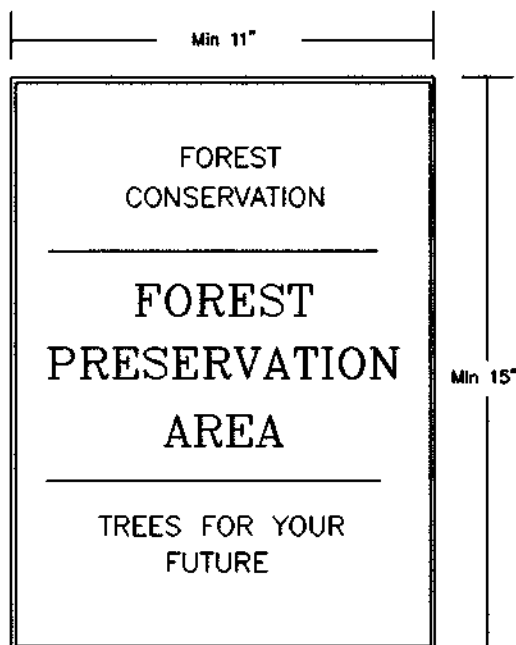 Min 11"
FOREST
CONSERVATION
FOREST
PRESERVATION
AREA
Min 15"
TREES FOR YOUR
FUTURE